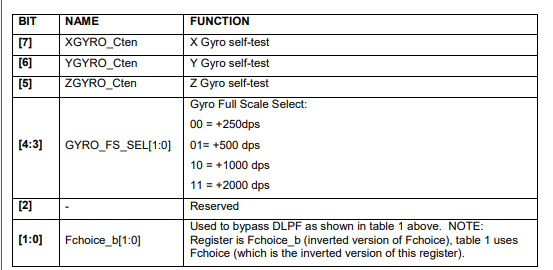 BIT NAME FUNCTION
[7] XGYRO_Cten X Gyro self-test
[6] YGYRO_Cten Y Gyro self-test
[5] ZGYRO_Cten Z Gyro self-test
Gyro Full Scale Select:
00 = +250dps
[4:3] GYRO_FS_SEL[1:0] 01= +500 dps
10 = +1000 dps
11 = +2000 dps
[2] - Reserved
Used to bypass DLPF as shown in table 1 above. NOTE:
[1:0] Fchoice_b[1:0] Register is Fchoice_b (inverted version of Fchoice), table 1 uses
Fchoice (which is the inverted version of this register).